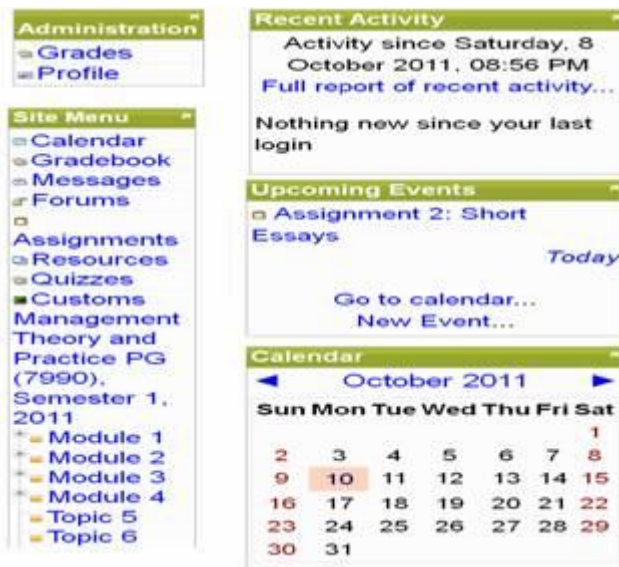 Administration
Grades
Profile
Site Menu
Calendar
Gradebook
Messages
Forums
Assignments
Resources
Quizzes
Customs
Management
Theory and
Practice PG
(7990),
Semester 1,
2011
Module 1
Module 2
Module 3
Module 4
Topic 5
Topic 6
Recent Activity
Activity since Saturday, 8
October 2011, 08:56 PM
Full report of recent activity...
Nothing new since your last
login
Upcoming Events
Assignment 2: Short
Essays
Today
Go to calendar...
New Event...
Calendar
October 2011
Sun Mon Tue Wed Thu Fri Sat
1
2 3 4 5 6 7 8
9 10 11 12 13 14 15
16 17 18 19 20 21 22
23 24 25 26 27 28 29
30 31